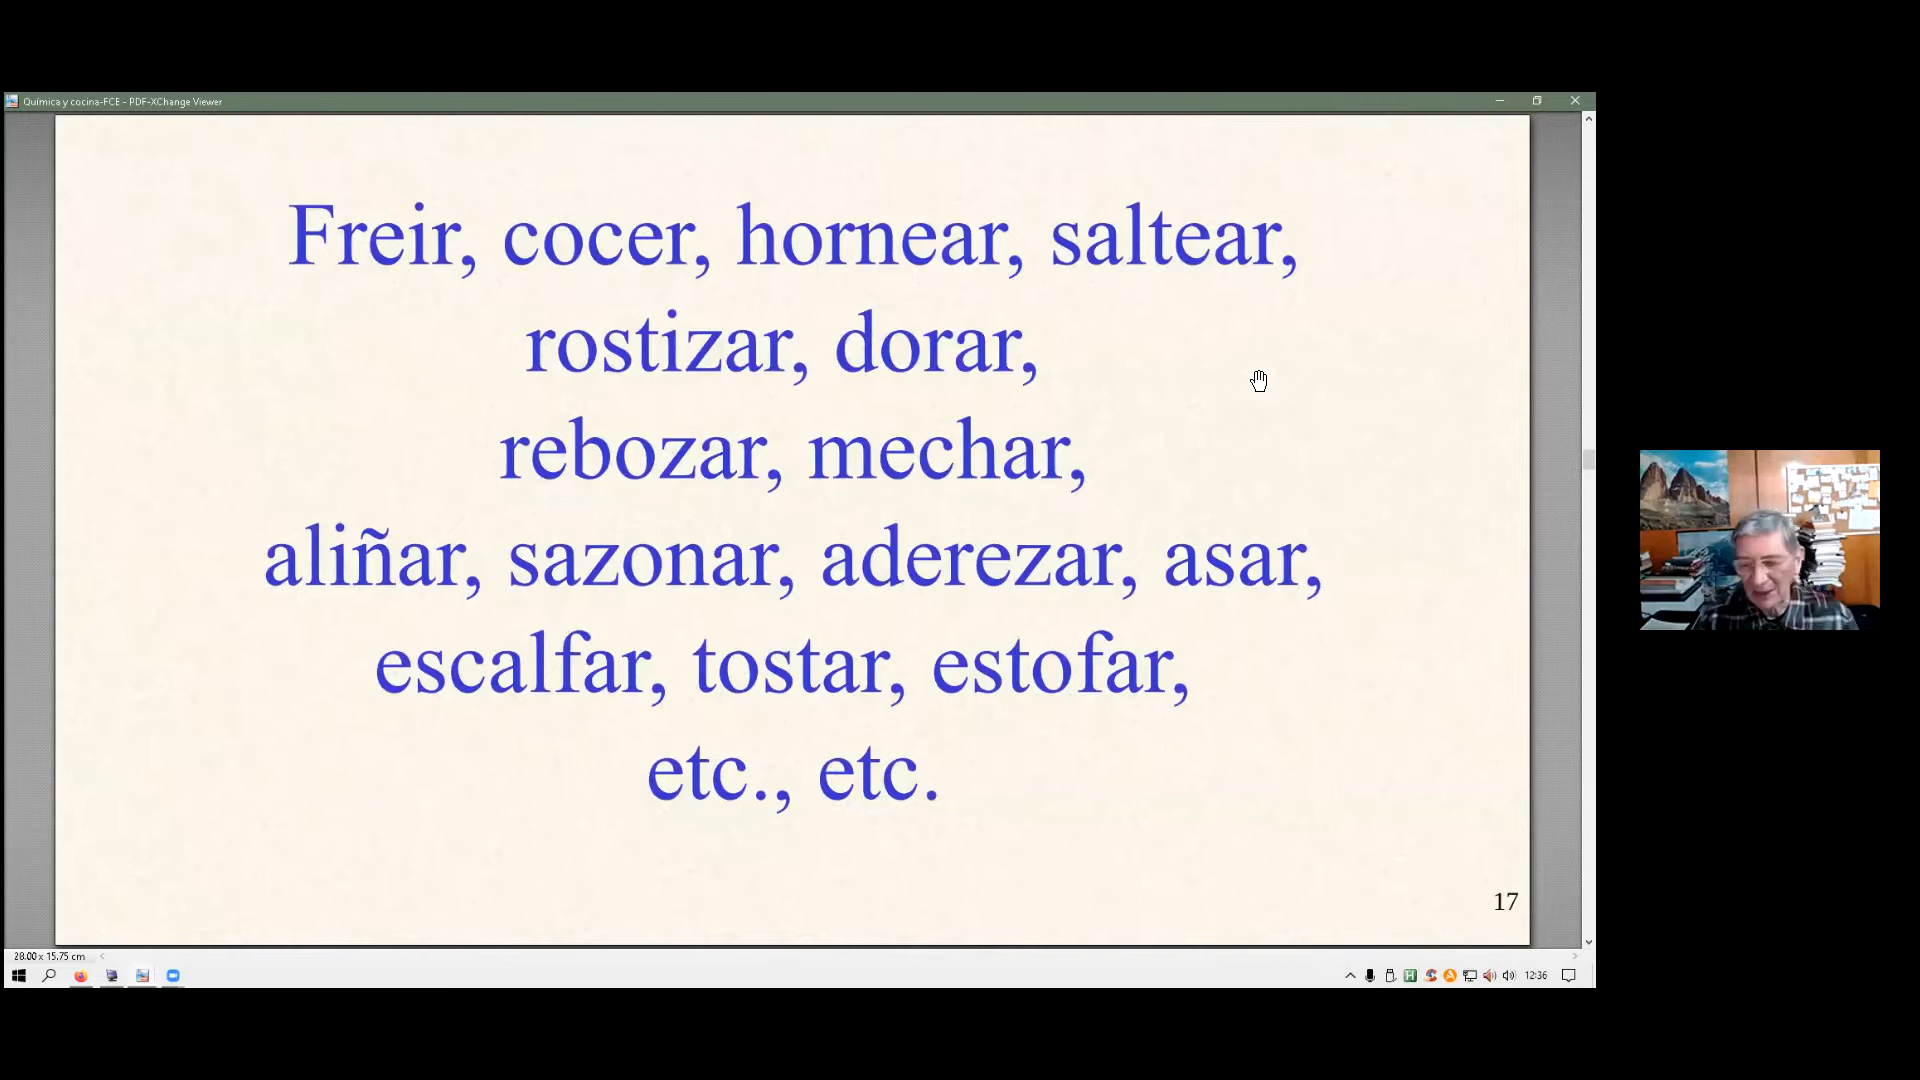 Química y cocina-FCE - PDF-XChange Viewer
Freir, cocer, hornear, saltear,
rostizar, dorar,
rebozar, mechar,
aliñar, sazonar, aderezar, asar,
escalfar, tostar, estofar,
etc., etc.
17
28.00 x 15.75 cm
12:36